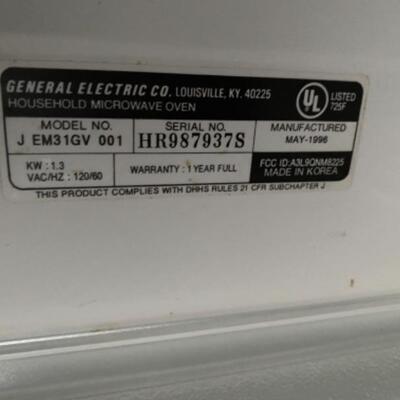 GENERAL ELECTRIC CO. LOUISVILLE, KY. 40225
HOUSEHOLD MICROWAVE OVEN
UL LISTED
725F
MODEL NO. SERIAL NO. MANUFACTURED
J EM31GV 001 HR987937S MAY-1996
KW : 1.3
VAC/HZ : 120/60
WARRANTY : 1 YEAR FULL
FCC ID: A3L9QNM8225
MADE IN KOREA
THIS PRODUCT COMPLIES WITH DHHS RULES 21 CFR SUBCHAPTER J